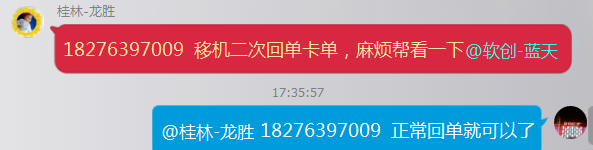 桂林-龙胜
18276397009 移机二次回单卡单，麻烦帮看一下@软创-蓝天
17:35:57
@桂林-龙胜 18276397009 正常回单就可以了